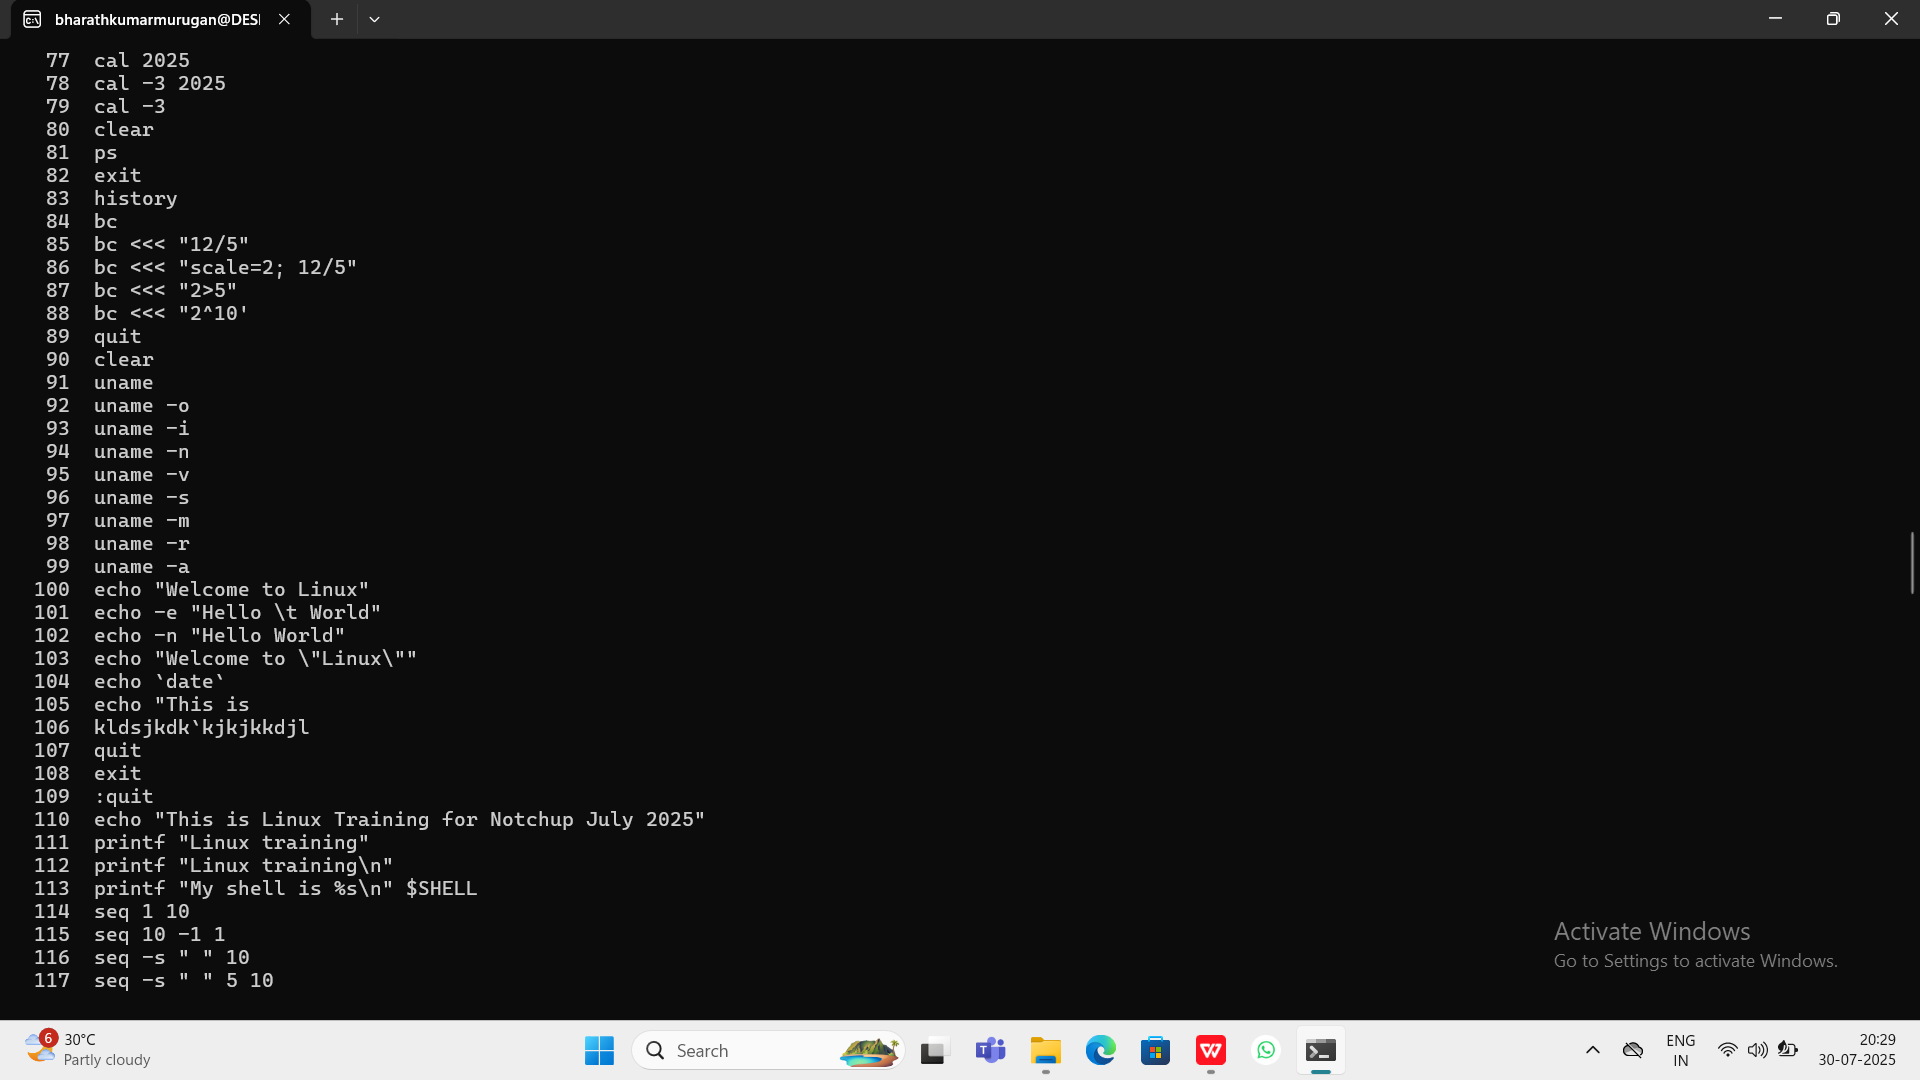 bharathkumarmurugan@DESI
77 cal 2025
78 cal -3 2025
79 cal -3
80 clear
81 ps
82 exit
83 history
84 bc
85 bc <<< "12/5"
86 bc <<< "scale=2; 12/5"
87 bc <<< "2>5"
88 bc <<< "2^10'
89 quit
90 clear
91 uname
92 uname -o
93 uname -i
94 uname -n
95 uname -v
96 uname -s
97 uname -m
98 uname -r
99 uname -a
100 echo "Welcome to Linux"
101 echo -e "Hello \t World"
102 echo -n "Hello World"
103 echo "Welcome to \"Linux\""
104 echo `date`
105 echo "This is
106 kldsjkdk`kjkjkkdjl
107 quit
108 exit
109 :quit
110 echo "This is Linux Training for Notchup July 2025"
111 printf "Linux training"
112 printf "Linux training\n"
113 printf "My shell is %s\n" $SHELL
114 seq 1 10
115 seq 10 -1 1
116 seq -s " " 10
117 seq -s " " 5 10
Activate Windows
Go to Settings to activate Windows.
6
30°C
Partly cloudy
Search
ENG
IN
20:29
30-07-2025